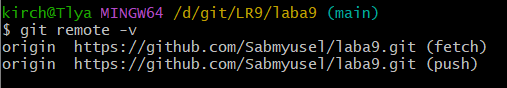 kirch@Tlya MINGW64 /d/git/LR9/laba9 (main)
$ git remote -v
origin  https://github.com/Sabmyusel/laba9.git (fetch)
origin  https://github.com/Sabmyusel/laba9.git (push)